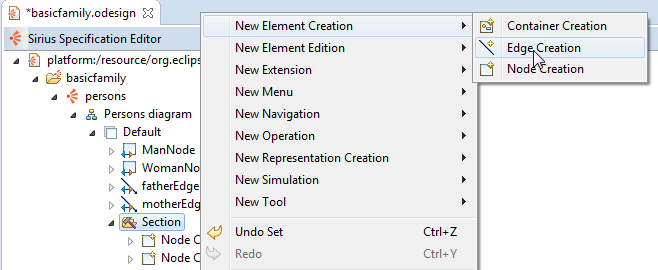 *basicfamily.odesign
Sirius Specification Editor
platform:/resource/org.eclips
basicfamily
persons
Persons diagram
Default
ManNode
WomanNo
fatherEdge
motherEdg
Section
Node C
Node C
New Element Creation
New Element Edition
New Extension
New Menu
New Navigation
New Operation
New Representation Creation
New Simulation
New Tool
Undo Set Ctrl+Z
Redo Ctrl+Y
Container Creation
Edge Creation
Node Creation